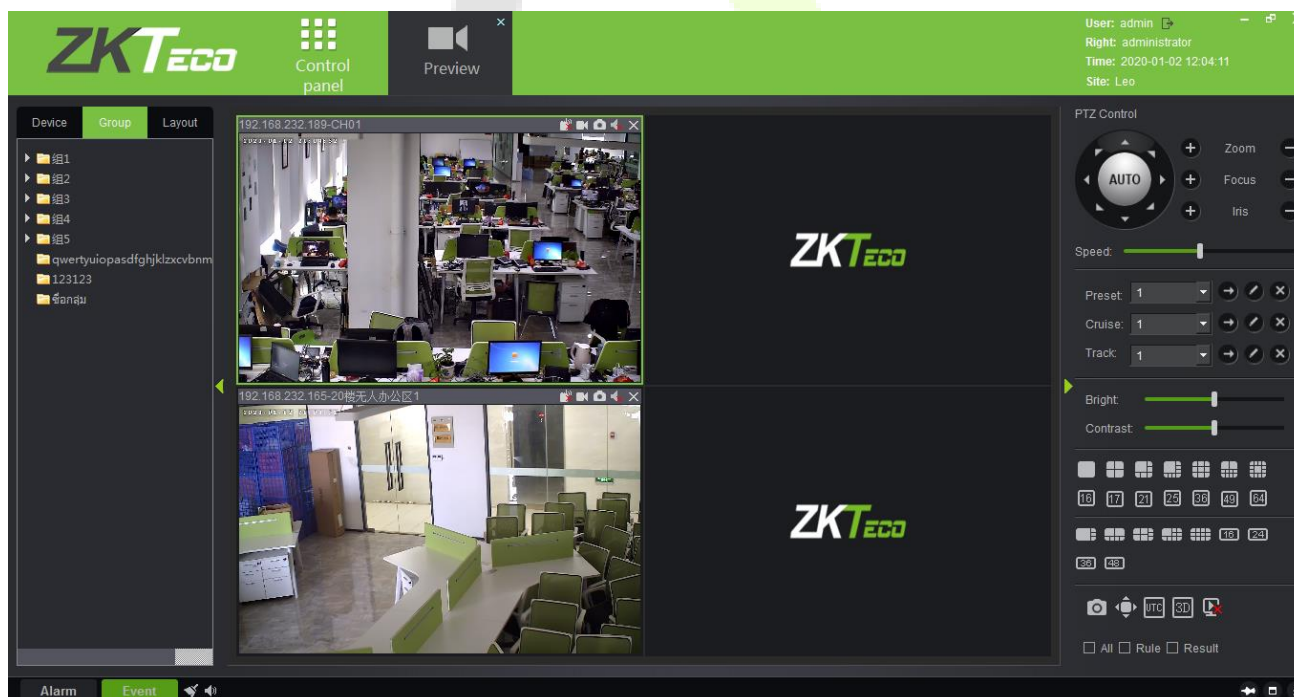 ZKTECO
Control
panel
Preview
User: admin
Right: administrator
Time: 2020-01-02 12:04:11
Site: Leo
Device
Group
Layout
组1
组2
组3
组4
组5
qwertyuiopasdfghjklzxcvbnm
123123
ชื่อกลุ่ม
192.168.232.189-CH01
ZKTECO
192.168.232.165-20楼无人办公区1
ZKTECO
PTZ Control
AUTO
Zoom
Focus
Iris
Speed:
Preset: 1
Cruise: 1
Track: 1
Bright:
Contrast:
16 17 21 25 36 49 64
16 24
36 48
UTC 3D
All Rule Result
Alarm
Event